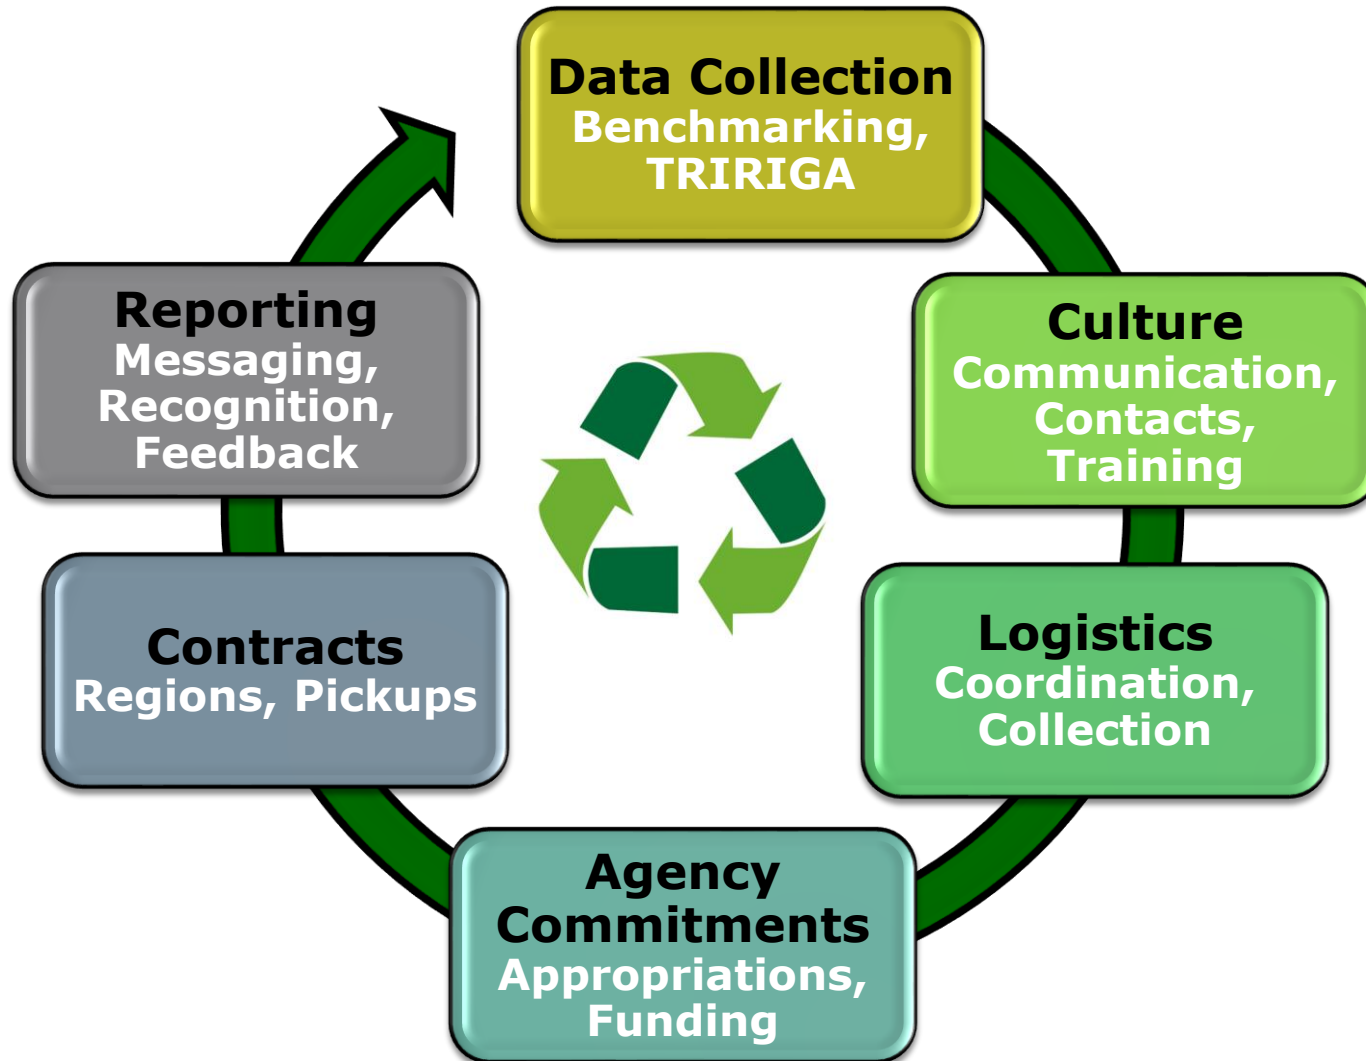 Data Collection
Benchmarking,
TRIRIGA
Culture
Communication,
Contacts,
Training
Logistics
Coordination,
Collection
Agency
Commitments
Appropriations,
Funding
Contracts
Regions, Pickups
Reporting
Messaging,
Recognition,
Feedback